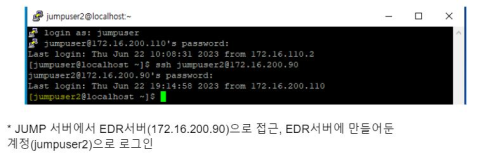 jumpuser2@localhost:~
login as: jumpuser
jumpuser@172.16.200.110's password:
Last login: Thu Jun 22 10:08:31 2023 from 172.16.110.2
[jumpuser@localhost ~]$ ssh jumpuser2@172.16.200.90
jumpuser2@172.16.200.90's password:
Last login: Thu Jun 22 19:14:58 2023 from 172.16.200.110
[jumpuser2@localhost ~]$
* JUMP 서버에서 EDR서버(172.16.200.90)으로 접근, EDR서버에 만들어둔
계정(jumpuser2)으로 로그인